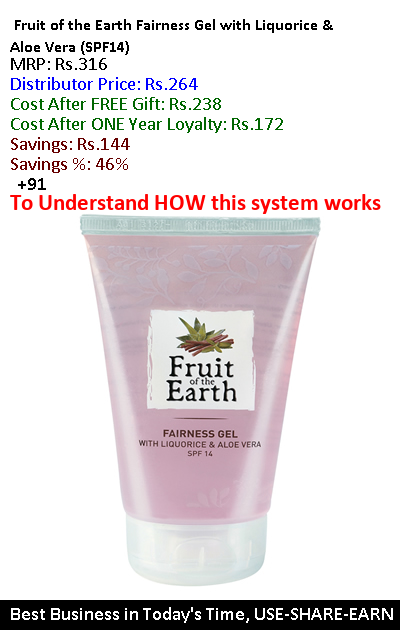 Fruit of the Earth Fairness Gel with Liquorice &
Aloe Vera (SPF14)
MRP: Rs.316
Distributor Price: Rs.264
Cost After FREE Gift: Rs.238
Cost After ONE Year Loyalty: Rs.172
Savings: Rs.144
Savings %: 46%
+91
To Understand HOW this system works
Fruit
of the
Earth
FAIRNESS GEL
WITH LIQUORICE & ALOE VERA
SPF 14
Best Business in Today's Time, USE-SHARE-EARN